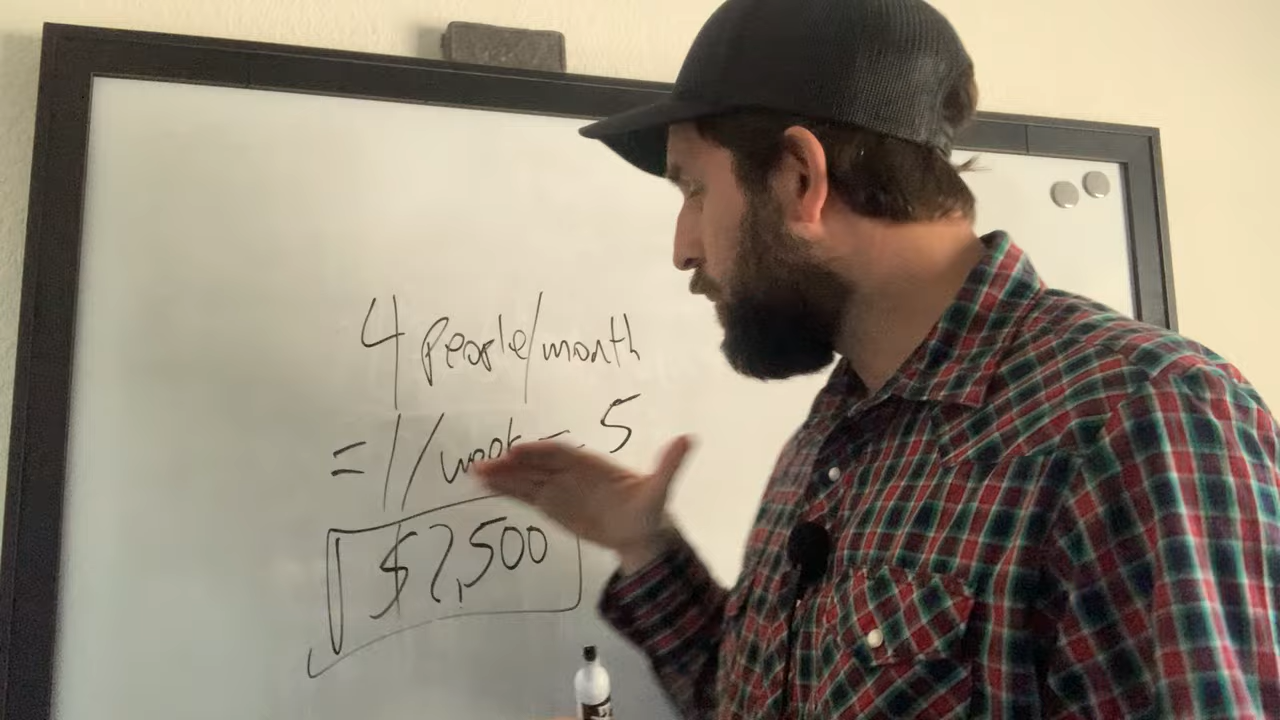 4 People/month
= 1/week = 5
$2,500